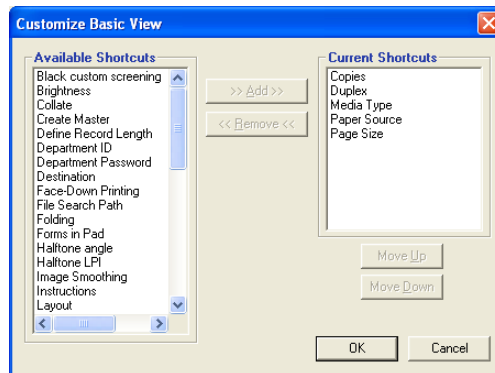 Customize Basic View
Available Shortcuts
Black custom screening
Brightness
Collate
Create Master
Define Record Length
Department ID
Department Password
Destination
Face-Down Printing
File Search Path
Folding
Forms in Pad
Halftone angle
Halftone LPI
Image Smoothing
Instructions
Layout
>> Add >>
<< Remove <<
Current Shortcuts
Copies
Duplex
Media Type
Paper Source
Page Size
Move Up
Move Down
OK
Cancel